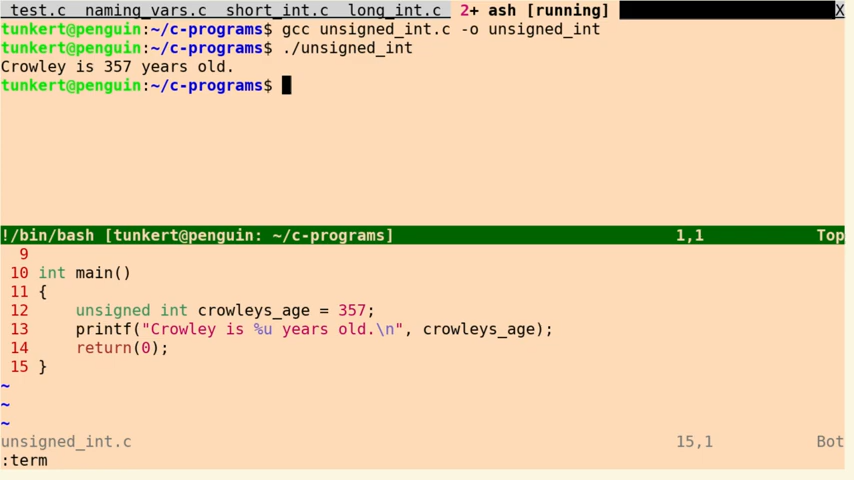 test.c naming_vars.c short_int.c long_int.c 2+ ash [running] X
tunkert@penguin:~/c-programs$ gcc unsigned_int.c -o unsigned_int
tunkert@penguin:~/c-programs$ ./unsigned_int
Crowley is 357 years old.
tunkert@penguin:~/c-programs$
!/bin/bash [tunkert@penguin: ~/c-programs] 1,1 Top
9
10 int main()
11 {
12     unsigned int crowleys_age = 357;
13     printf("Crowley is %u years old.\n", crowleys_age);
14     return(0);
15 }
~
~
~
unsigned_int.c 15,1 Bot
:term